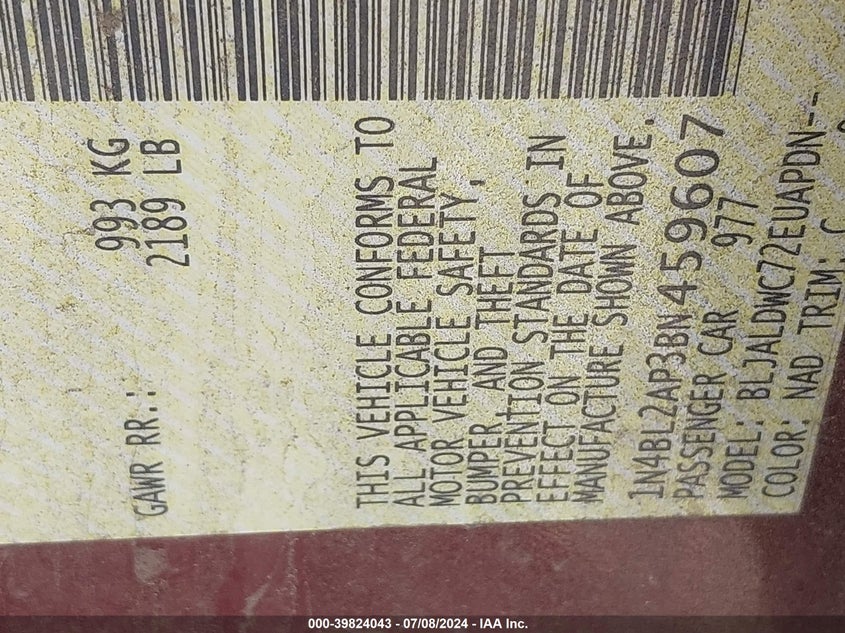 GAWR RR.: 993 KG
2189 LB
THIS VEHICLE CONFORMS TO
ALL APPLICABLE FEDERAL
MOTOR VEHICLE SAFETY,
BUMPER, AND THEFT
PREVENTION STANDARDS IN
EFFECT ON THE DATE OF
MANUFACTURE SHOWN ABOVE.
1N4BL2AP3BN459607
PASSENGER CAR 977
MODEL: BLJALDWC72EUAPDN---
COLOR: NAD TRIM: C
000-39824043 - 07/08/2024 - IAA Inc.